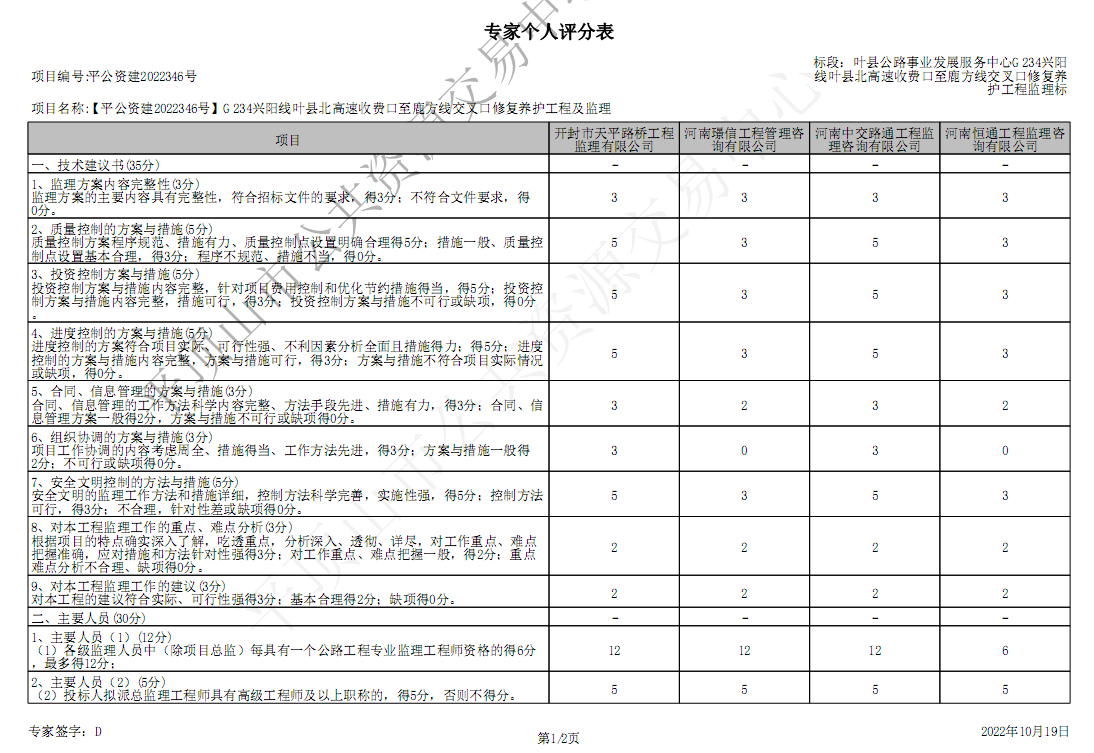 专家个人评分表
项目编号:平公资建2022346号
标段：叶县公路事业发展服务中心G 234兴阳
线叶县北高速收费口至鹿方线交叉口修复养
护工程监理标
项目名称:【平公资建2022346号】G 234兴阳线叶县北高速收费口至鹿方线交叉口修复养护工程及监理
项目
开封市天平路桥工程
监理有限公司
河南璟信工程管理咨
询有限公司
河南中交路通工程监
理咨询有限公司
河南恒通工程监理咨
询有限公司
一、技术建议书(35分)
－ － － －
1、监理方案内容完整性(3分)
监理方案的主要内容具有完整性，符合招标文件的要求，得3分；不符合文件要求，得
0分。
3 3 3 3
2、质量控制的方案与措施(5分)
质量控制方案程序规范、措施有力、质量控制点设置明确合理得5分；措施一般、质量控
制点设置基本合理，得3分；程序不规范、措施不当，得0分。
5 3 5 3
3、投资控制方案与措施(5分)
投资控制方案与措施内容完整，针对项目费用控制和优化节约措施得当，得5分；投资控
制方案与措施内容完整，措施可行，得3分；投资控制方案与措施不可行或缺项，得0分
。
5 3 5 3
4、进度控制的方案与措施(5分)
进度控制的方案符合项目实际、可行性强、不利因素分析全面且措施得力；得5分；进度
控制的方案与措施内容完整，方案与措施可行，得3分；方案与措施不符合项目实际情况
或缺项，得0分。
5 3 5 3
5、合同、信息管理的方案与措施(3分)
合同、信息管理的工作方法科学内容完整、方法手段先进、措施有力，得3分；合同、信
息管理方案一般得2分，方案与措施不可行或缺项得0分。
3 2 3 2
6、组织协调的方案与措施(3分)
项目工作协调的内容考虑周全、措施得当、工作方法先进，得3分；方案与措施一般得
2分；不可行或缺项得0分。
3 0 3 0
7、安全文明控制的方法与措施(5分)
安全文明的监理工作方法和措施详细，控制方法科学完善，实施性强，得5分；控制方法
可行，得3分；不合理，针对性差或缺项得0分。
5 3 5 3
8、对本工程监理工作的重点、难点分析(3分)
根据项目的特点确实深入了解，吃透重点，分析深入、透彻、详尽，对工作重点、难点
把握准确，应对措施和方法针对性强得3分；对工作重点、难点把握一般，得2分；重点
难点分析不合理、缺项得0分。
2 2 2 2
9、对本工程监理工作的建议(3分)
对本工程的建议符合实际、可行性强得3分；基本合理得2分；缺项得0分。
2 2 2 2
二、主要人员(30分)
－ － － －
1、主要人员（1）(12分)
（1）各级监理人员中（除项目总监）每具有一个公路工程专业监理工程师资格的得6分
，最多得12分；
12 12 12 6
2、主要人员（2）(5分)
（2）投标人拟派总监理工程师具有高级工程师及以上职称的，得5分，否则不得分。
5 5 5 5
专家签字：D
第1/2页
2022年10月19日
平顶山市公共资源交易中心
平顶山市公共资源交易中心